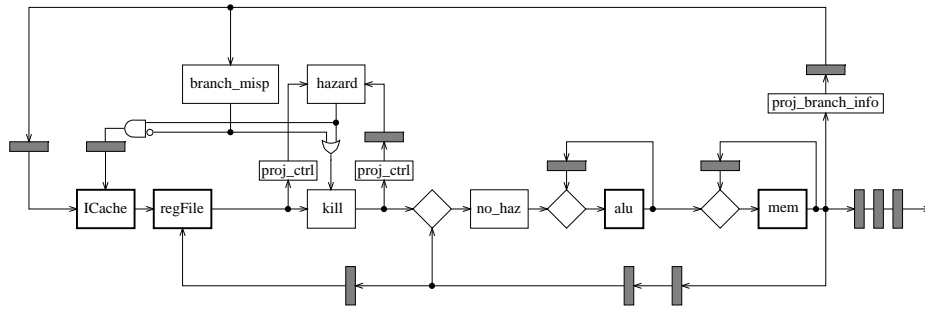 branch_misp
hazard
proj_branch_info
proj_ctrl
proj_ctrl
ICache
regFile
kill
no_haz
alu
mem